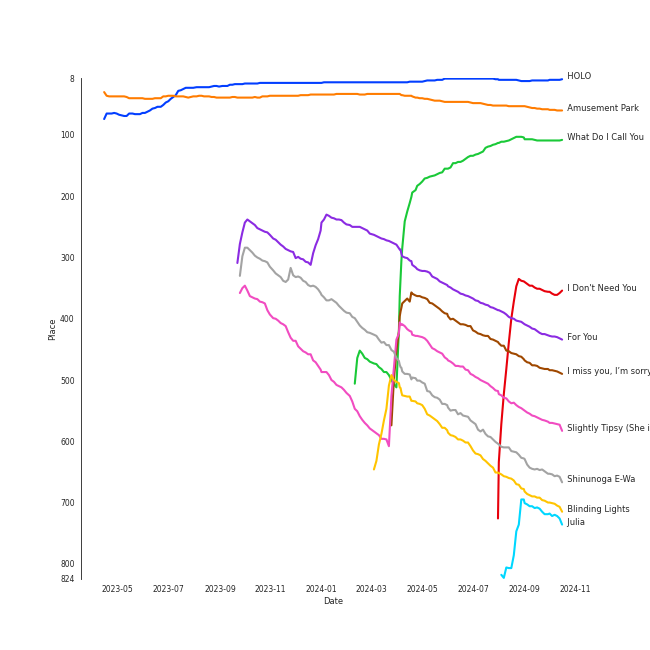 8
HOLO
Amusement Park
100
What Do I Call You
200
300
I Don't Need You
For You
400
I miss you, I'm sorry
500
Slightly Tipsy (She i
600
Shinunoga E-Wa
700
Blinding Lights
Julia
800
824
Place
2023-05 2023-07 2023-09 2023-11 2024-01 2024-03 2024-05 2024-07 2024-09 2024-11
Date